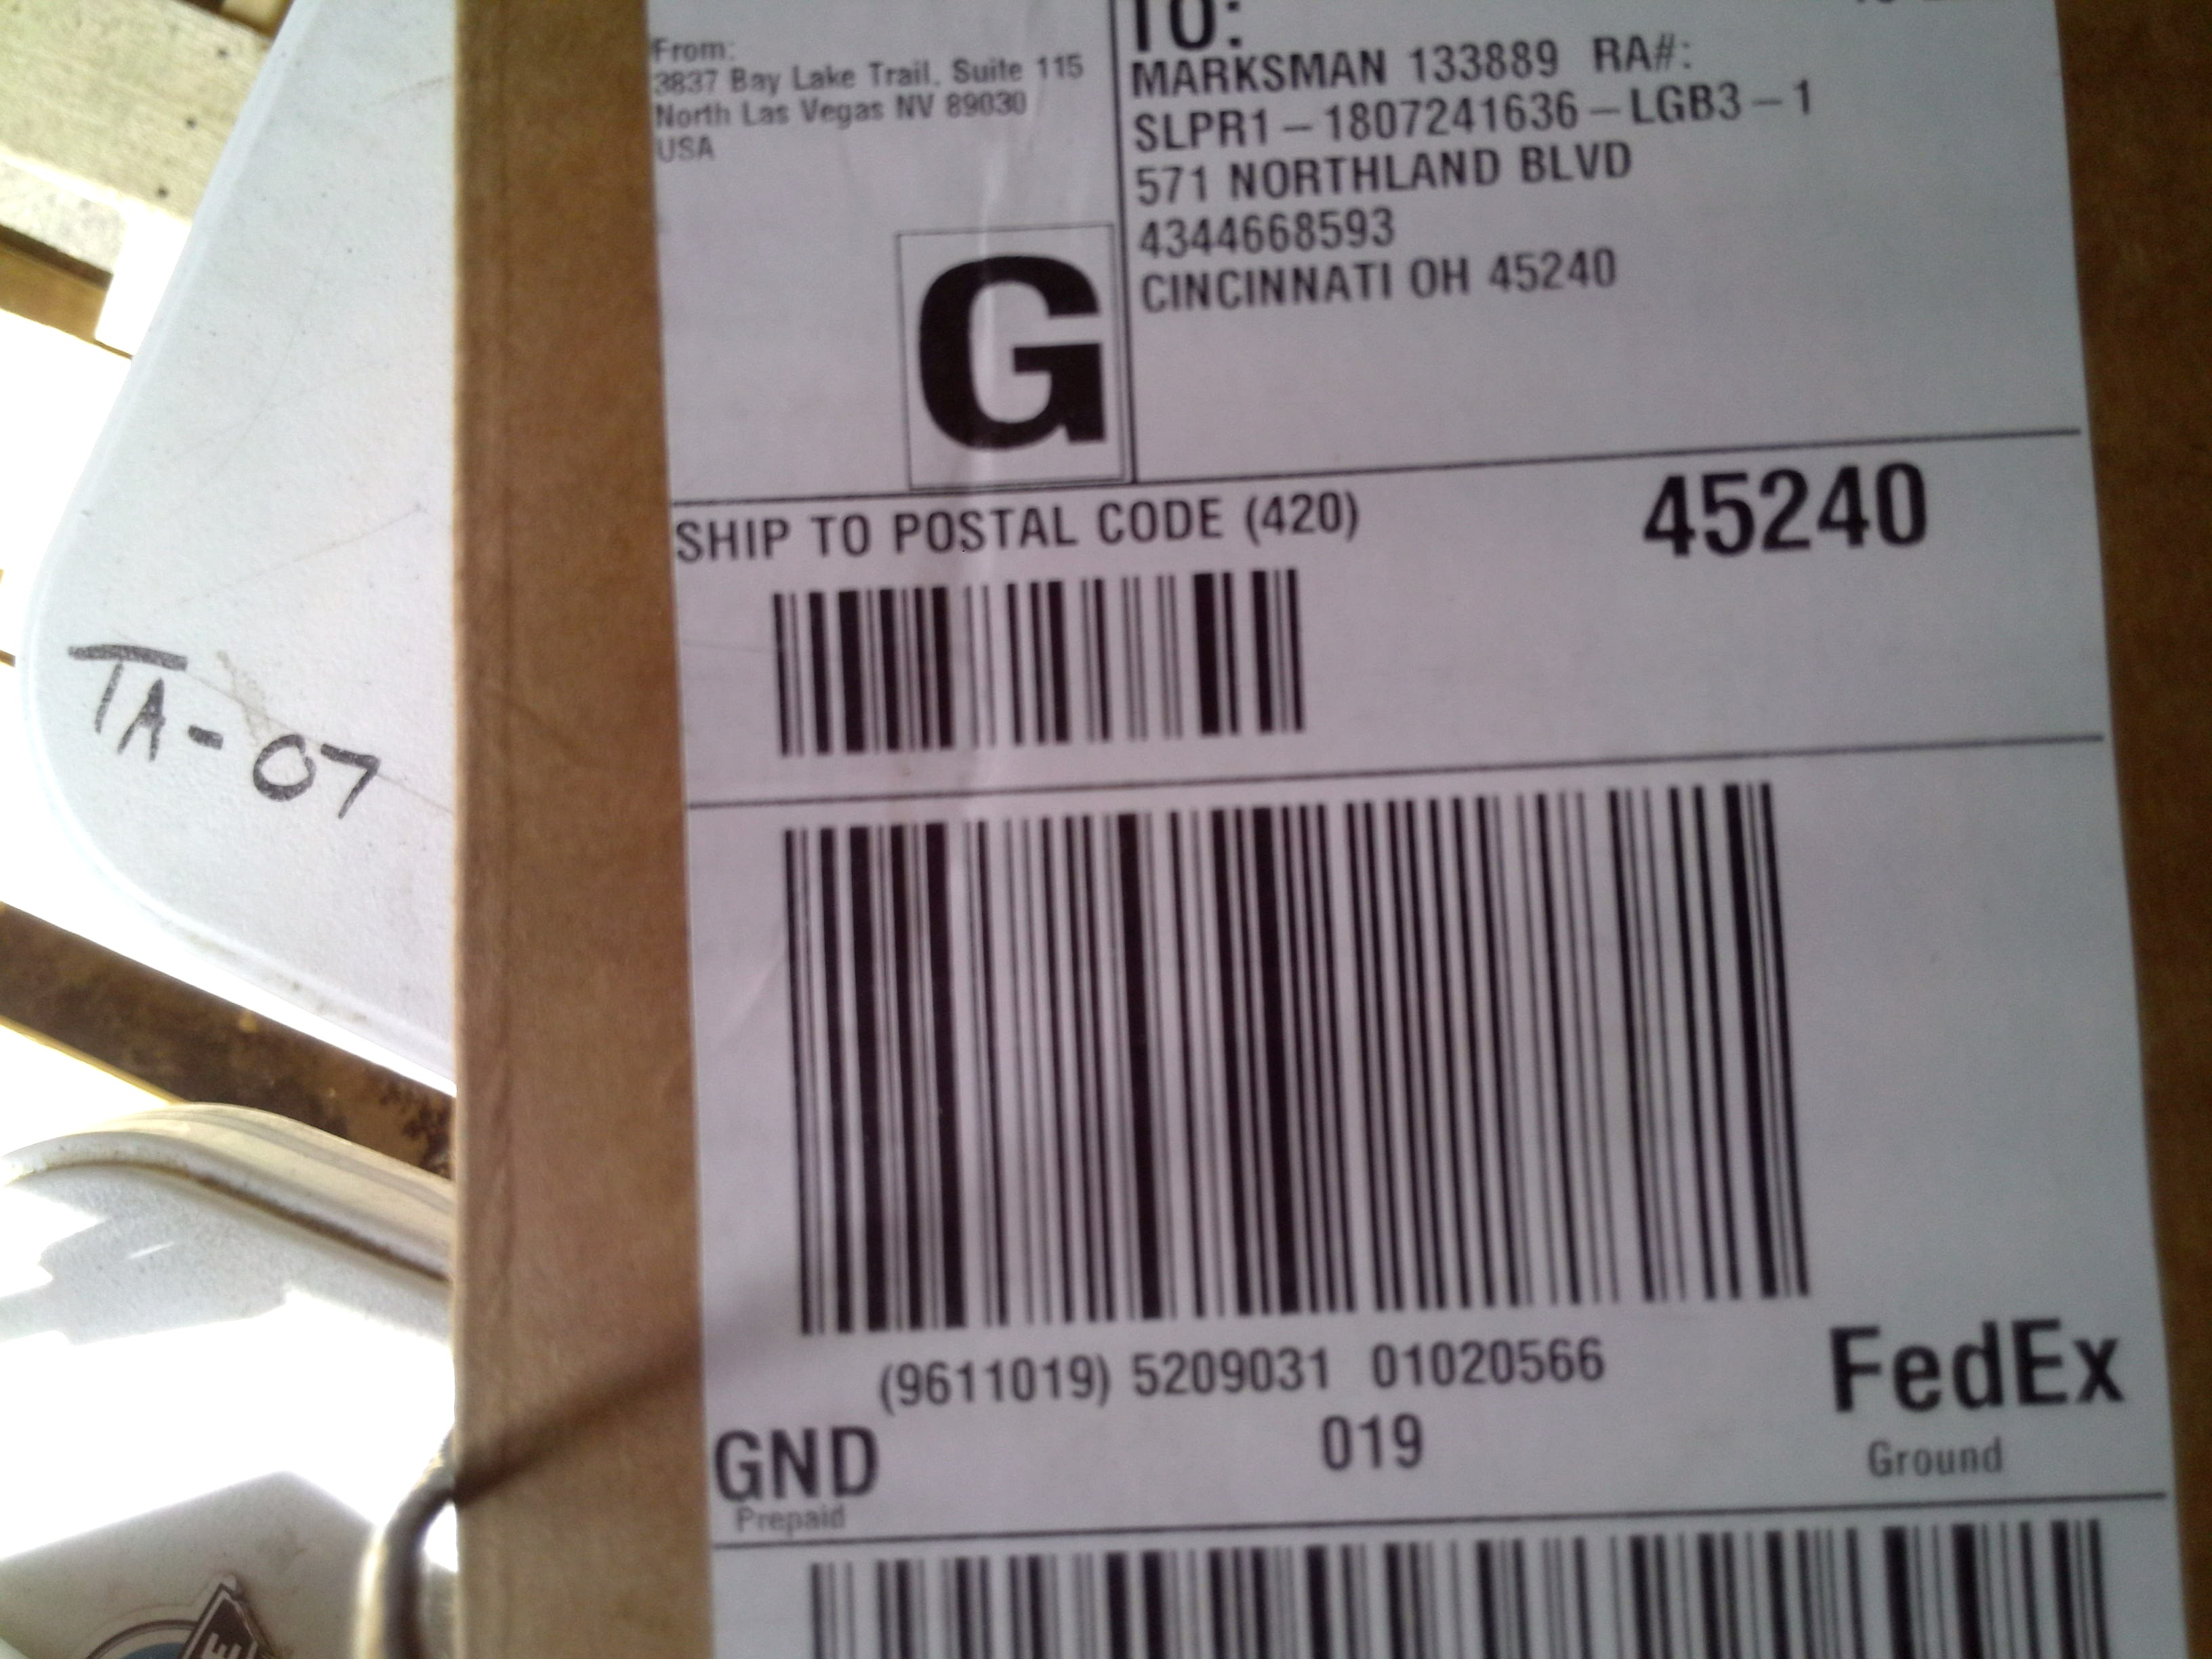 From:
3837 Bay Lake Trail, Suite 115
North Las Vegas NV 89030
USA
TO:
MARKSMAN 133889 RA#:
SLPR1-1807241636-LGB3-1
571 NORTHLAND BLVD
4344668593
CINCINNATI OH 45240
G
SHIP TO POSTAL CODE (420)
45240
TA-07
(9611019) 5209031 01020566
019
GND
Prepaid
FedEx
Ground